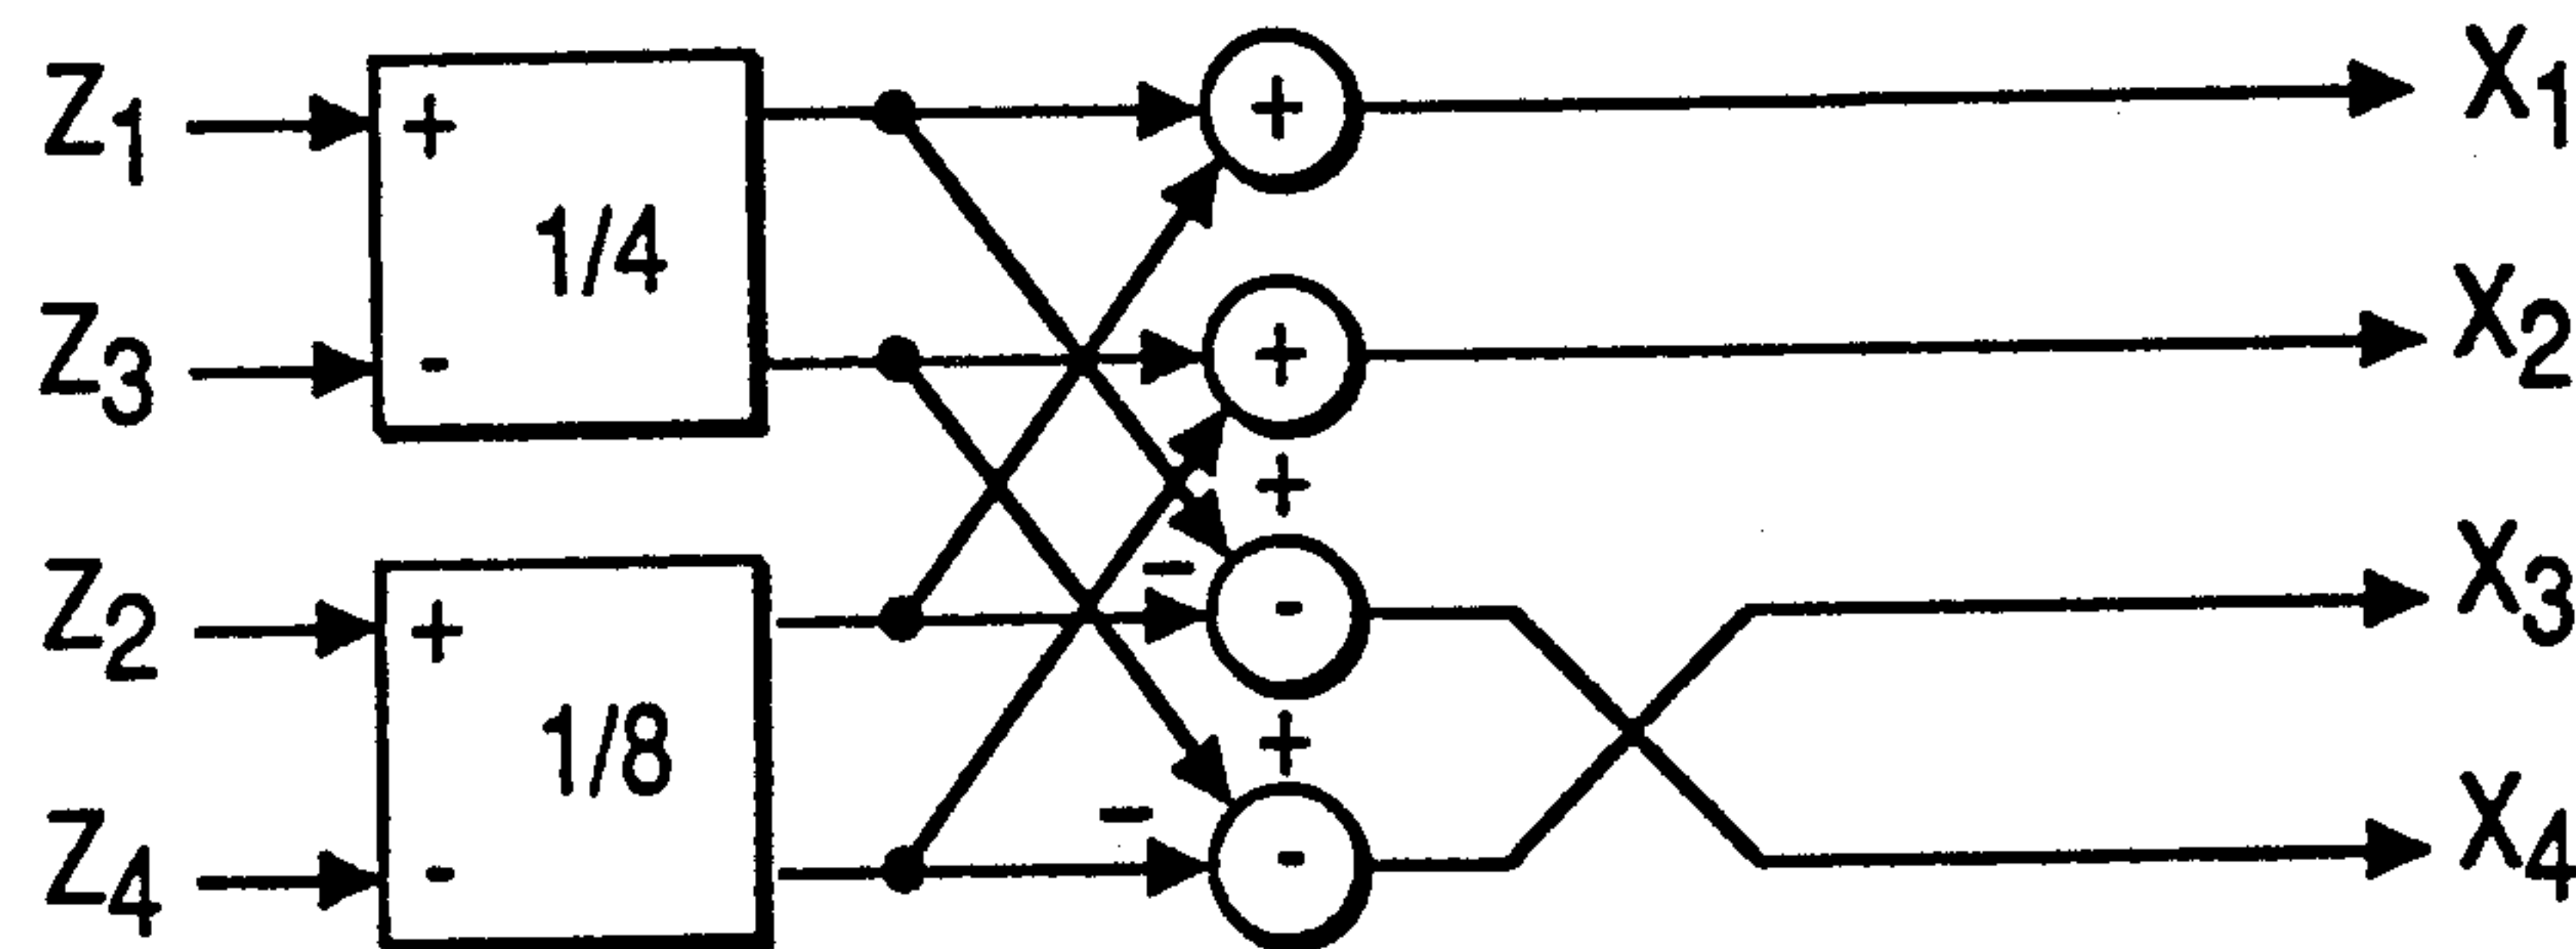 Z1 + X1
+
1/4
Z3 - + X2
+
Z2 + - - X3
1/8
+
Z4 - - - X4